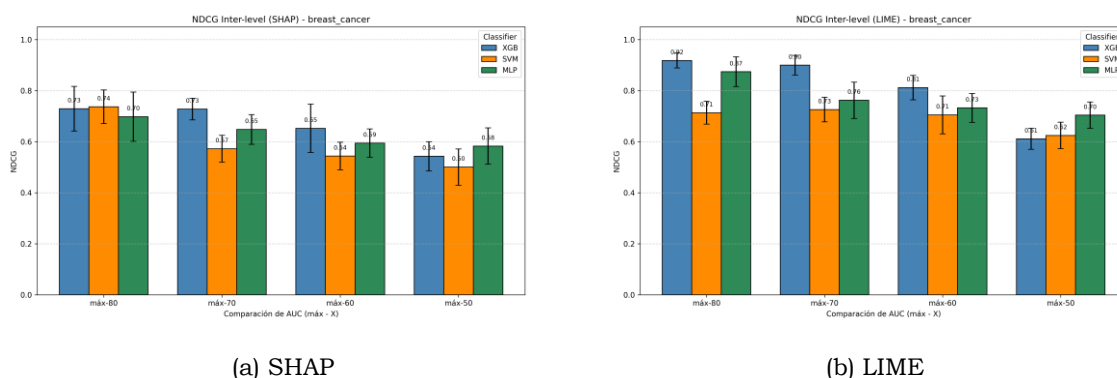 NDCG Inter-level (SHAP) - breast_cancer
Classifier
XGB
SVM
MLP
1.0
0.8
0.6
0.4
0.2
0.0
NDCG
0.73
0.74
0.70
0.73
0.57
0.65
0.65
0.54
0.59
0.54
0.50
0.58
máx-80
máx-70
máx-60
máx-50
Comparación de AUC (máx - X)
(a) SHAP
NDCG Inter-level (LIME) - breast_cancer
Classifier
XGB
SVM
MLP
1.0
0.8
0.6
0.4
0.2
0.0
NDCG
0.92
0.71
0.87
0.90
0.73
0.76
0.81
0.71
0.73
0.61
0.62
0.70
máx-80
máx-70
máx-60
máx-50
Comparación de AUC (máx - X)
(b) LIME